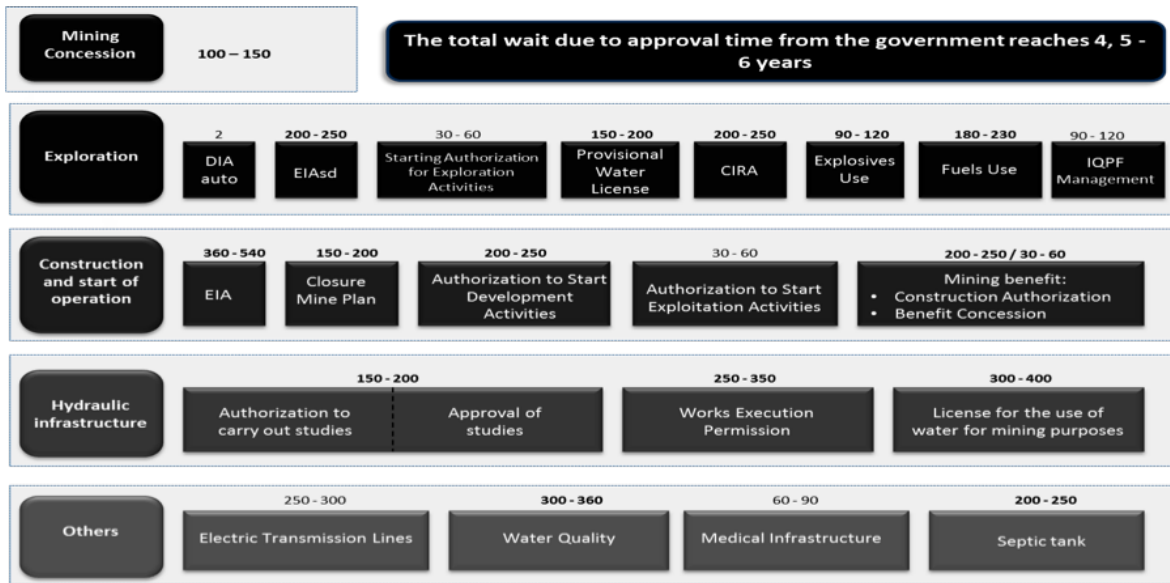 Mining
Concession
100 – 150
The total wait due to approval time from the government reaches 4, 5 -
6 years
Exploration
2
DIA
auto
200 - 250
EIAsd
30 - 60
Starting Authorization
for Exploration
Activities
150 - 200
Provisional
Water
License
200 - 250
CIRA
90 - 120
Explosives
Use
180 - 230
Fuels Use
90 - 120
IQPF
Management
Construction
and start of
operation
360 - 540
EIA
150 - 200
Closure
Mine Plan
200 - 250
Authorization to Start
Development
Activities
30 - 60
Authorization to Start
Exploitation Activities
200 - 250 / 30 - 60
Mining benefit:
• Construction Authorization
• Benefit Concession
Hydraulic
infrastructure
150 - 200
Authorization to
carry out studies
Approval of
studies
250 - 350
Works Execution
Permission
300 - 400
License for the use of
water for mining purposes
Others
250 - 300
Electric Transmission Lines
300 - 360
Water Quality
60 - 90
Medical Infrastructure
200 - 250
Septic tank